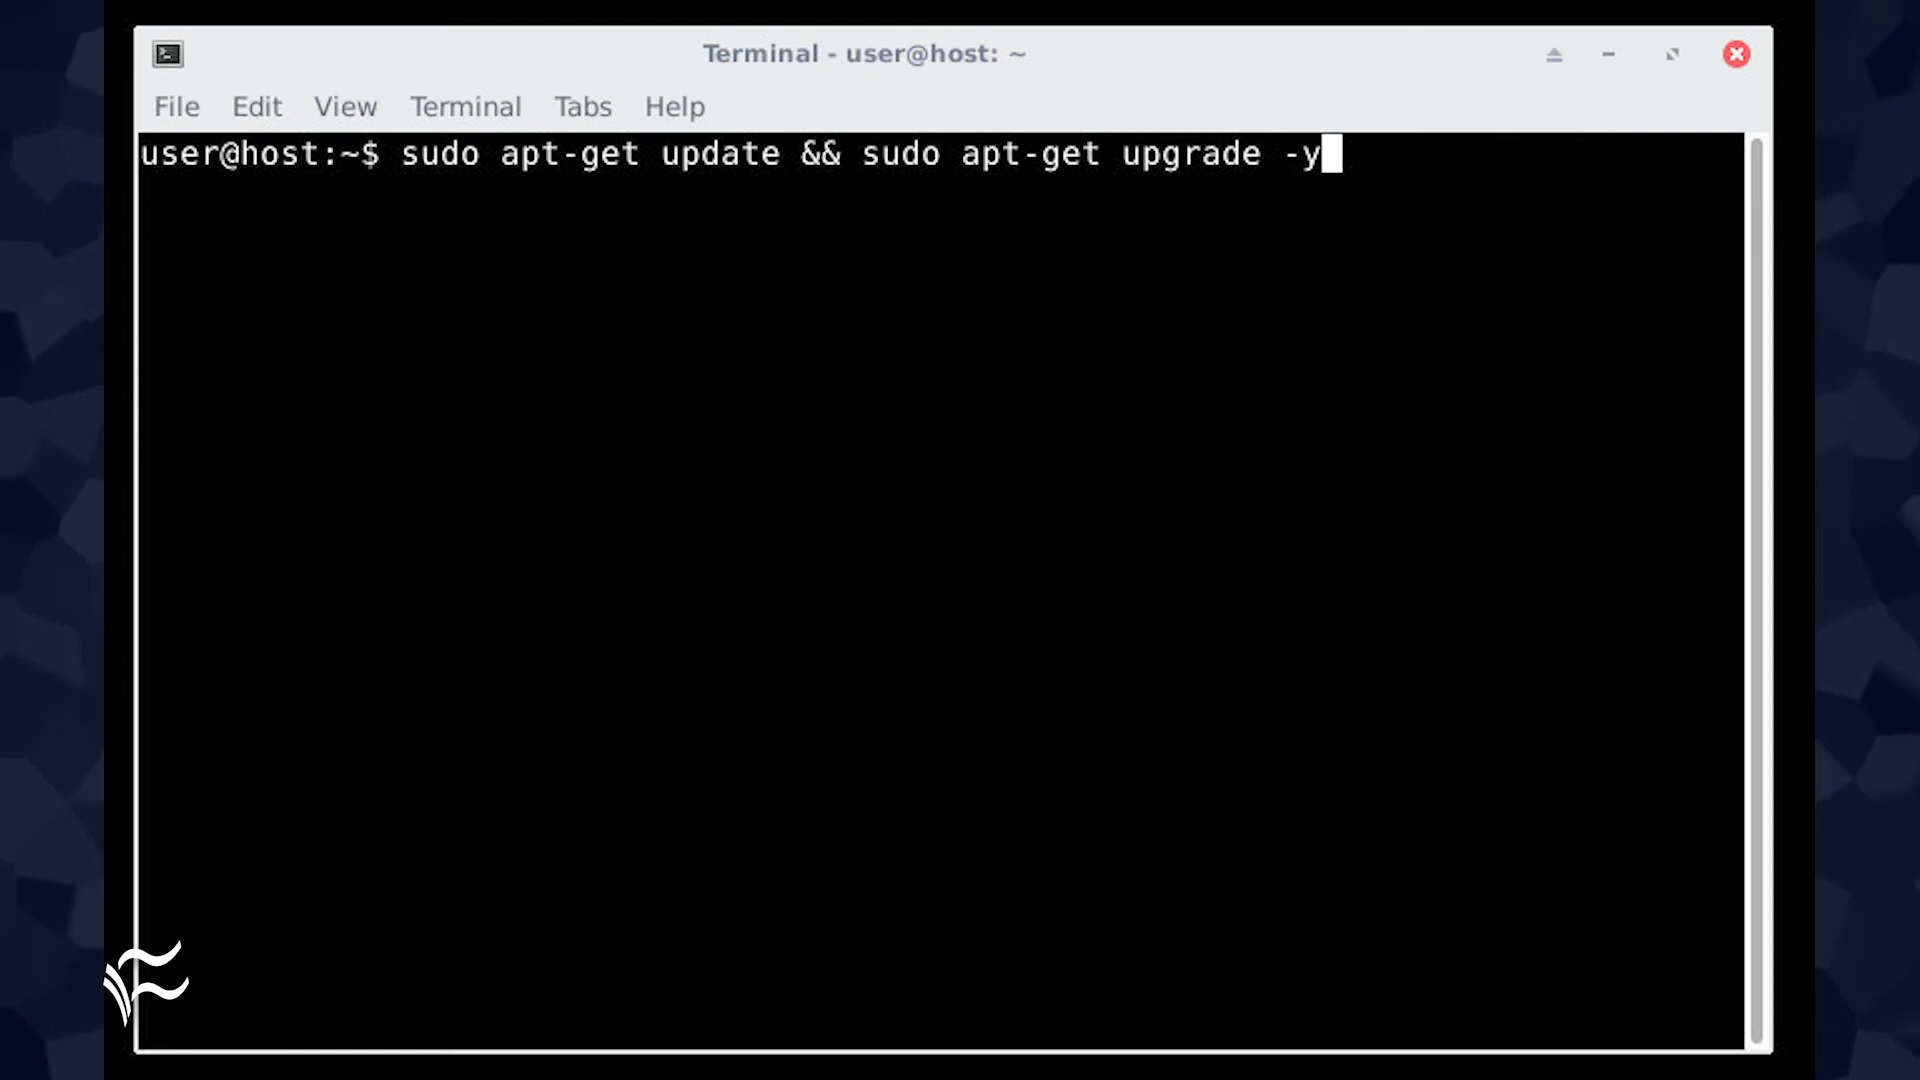 Terminal - user@host: ~
File Edit View Terminal Tabs Help
user@host:~$ sudo apt-get update && sudo apt-get upgrade -y